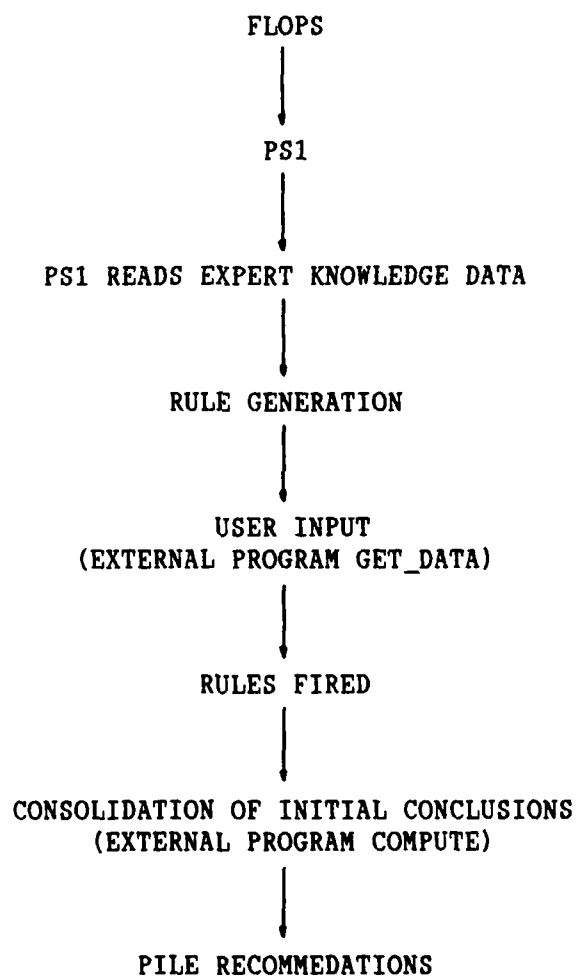 FLOPS
PS1
PS1 READS EXPERT KNOWLEDGE DATA
RULE GENERATION
USER INPUT
(EXTERNAL PROGRAM GET_DATA)
RULES FIRED
CONSOLIDATION OF INITIAL CONCLUSIONS
(EXTERNAL PROGRAM COMPUTE)
PILE RECOMMEDATIONS